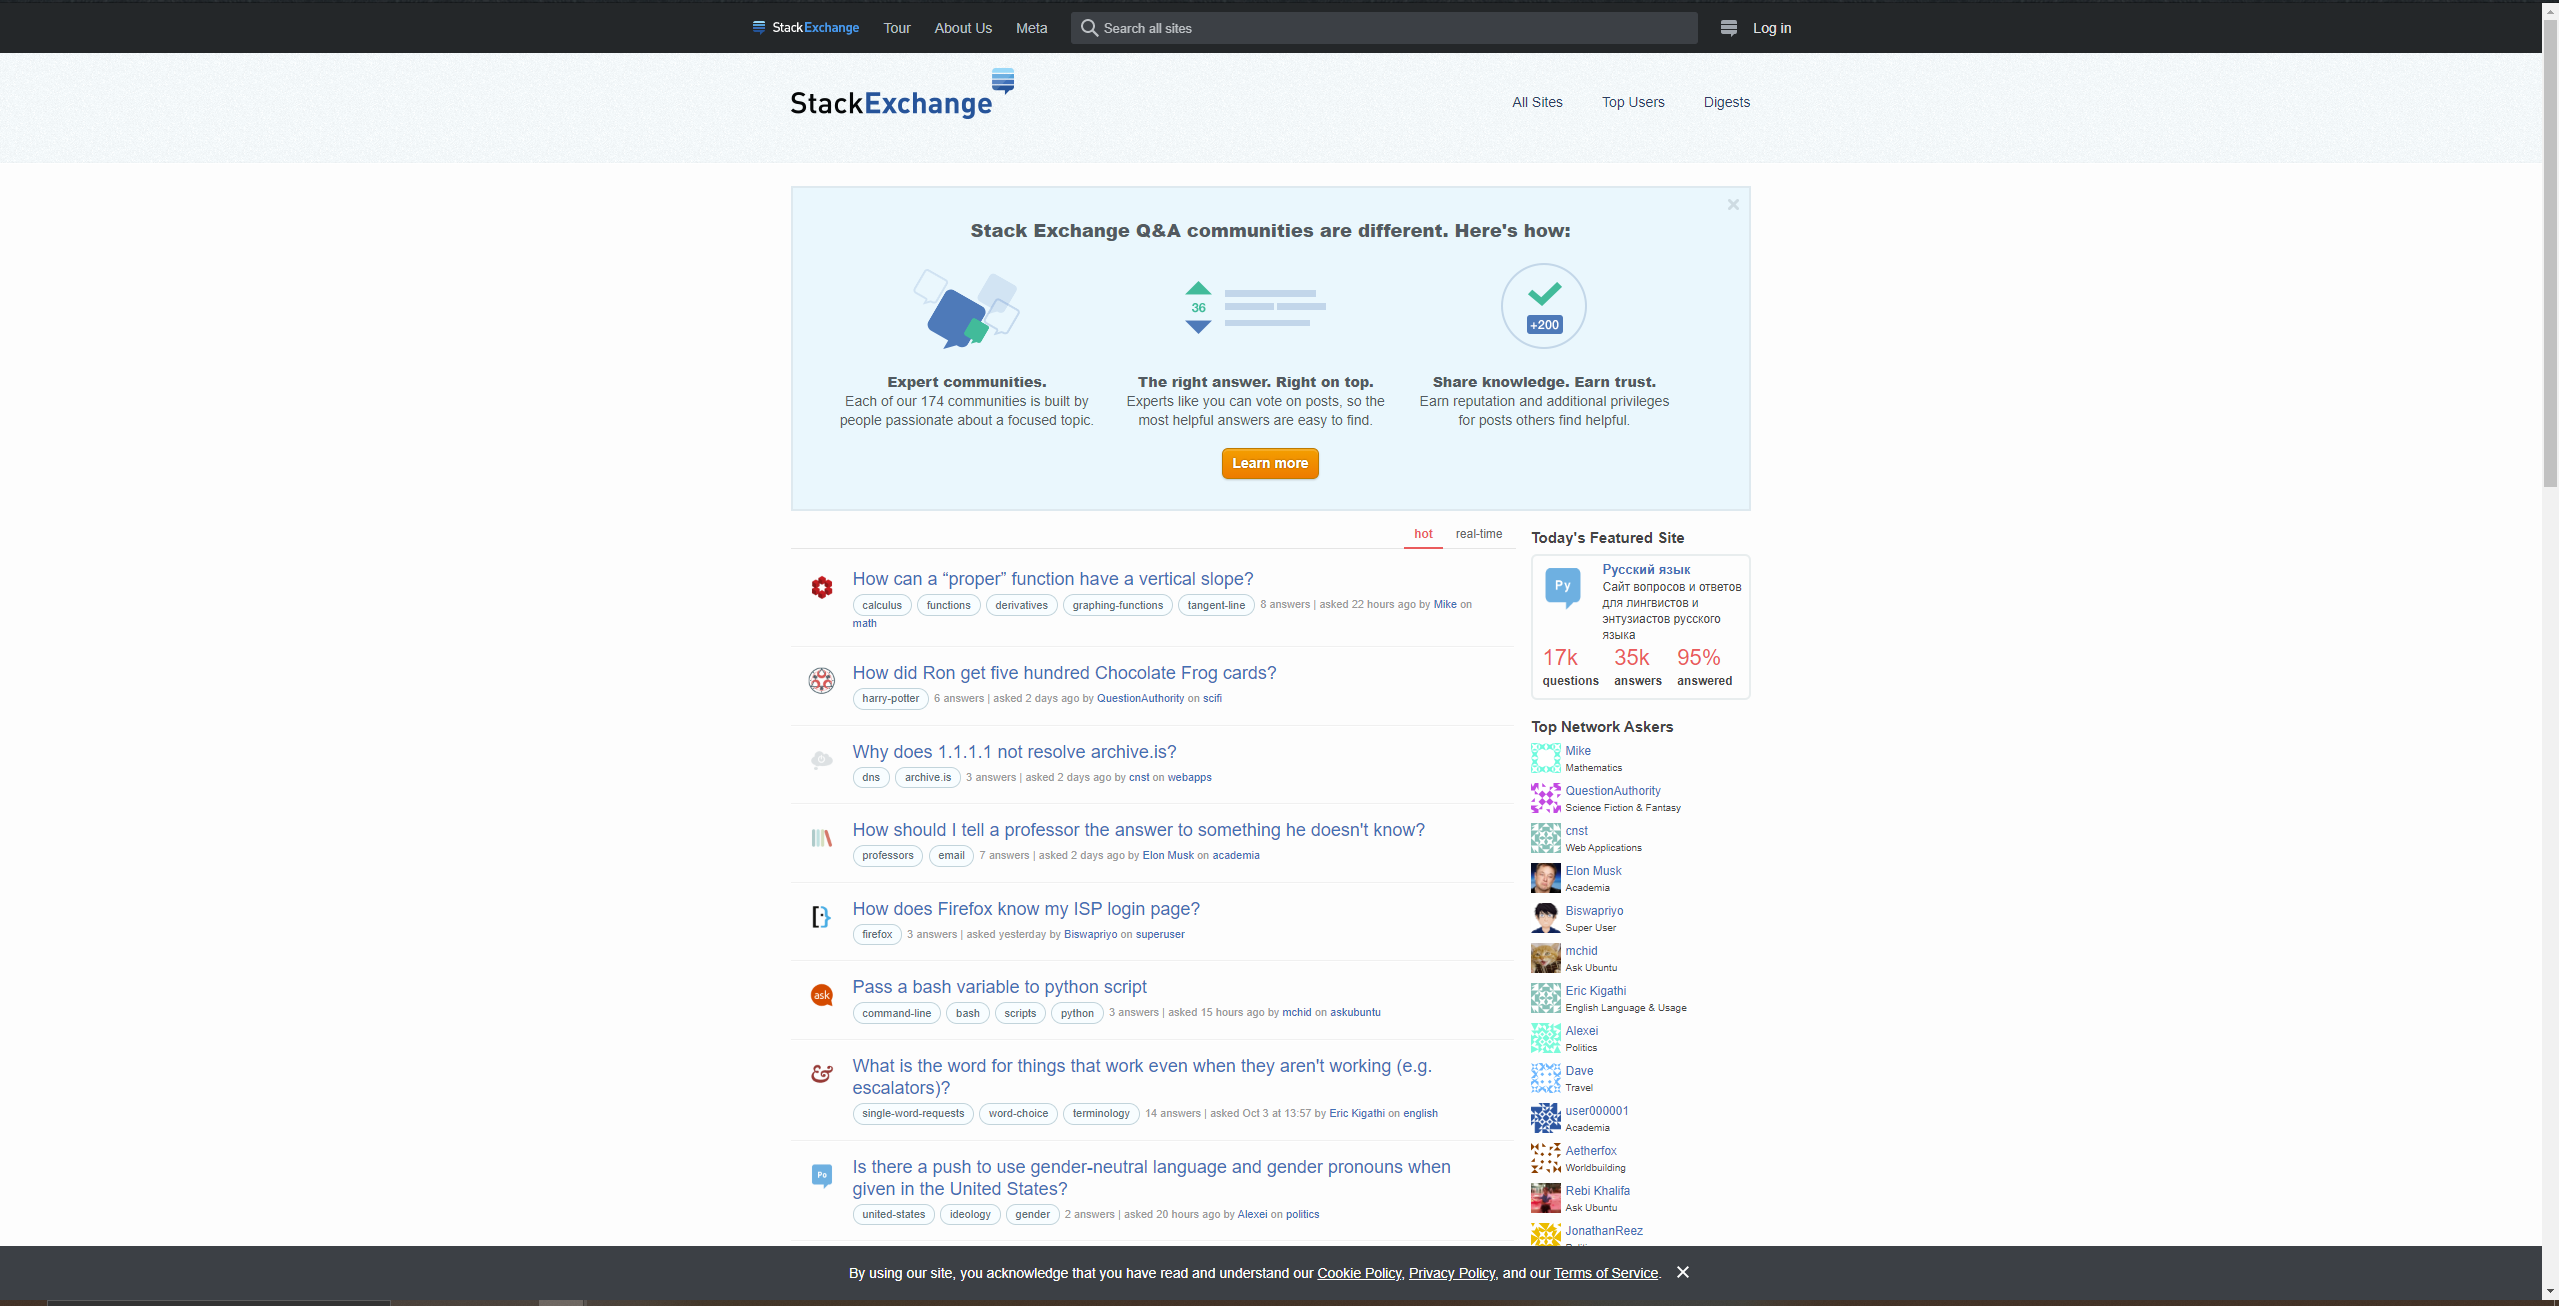 StackExchange Tour About Us Meta Search all sites Log in
StackExchange
All Sites Top Users Digests
Stack Exchange Q&A communities are different. Here's how:
36
+200
Expert communities.
Each of our 174 communities is built by
people passionate about a focused topic.
The right answer. Right on top.
Experts like you can vote on posts, so the
most helpful answers are easy to find.
Share knowledge. Earn trust.
Earn reputation and additional privileges
for posts others find helpful.
Learn more
hot real-time
How can a “proper” function have a vertical slope?
calculus functions derivatives graphing-functions tangent-line 8 answers | asked 22 hours ago by Mike on
math
How did Ron get five hundred Chocolate Frog cards?
harry-potter 6 answers | asked 2 days ago by QuestionAuthority on scifi
Why does 1.1.1.1 not resolve archive.is?
dns archive.is 3 answers | asked 2 days ago by cnst on webapps
How should I tell a professor the answer to something he doesn't know?
professors email 7 answers | asked 2 days ago by Elon Musk on academia
How does Firefox know my ISP login page?
firefox 3 answers | asked yesterday by Biswapriyo on superuser
ask
Pass a bash variable to python script
command-line bash scripts python 3 answers | asked 15 hours ago by mchid on askubuntu
&
What is the word for things that work even when they aren't working (e.g.
escalators)?
single-word-requests word-choice terminology 14 answers | asked Oct 3 at 13:57 by Eric Kigathi on english
Po
Is there a push to use gender-neutral language and gender pronouns when
given in the United States?
united-states ideology gender 2 answers | asked 20 hours ago by Alexei on politics
Today's Featured Site
Ру
Русский язык
Сайт вопросов и ответов
для лингвистов и
энтузиастов русского
языка
17k 35k 95%
questions answers answered
Top Network Askers
Mike
Mathematics
QuestionAuthority
Science Fiction & Fantasy
cnst
Web Applications
Elon Musk
Academia
Biswapriyo
Super User
mchid
Ask Ubuntu
Eric Kigathi
English Language & Usage
Alexei
Politics
Dave
Travel
user000001
Academia
Aetherfox
Worldbuilding
Rebi Khalifa
Ask Ubuntu
JonathanReez
By using our site, you acknowledge that you have read and understand our Cookie Policy, Privacy Policy, and our Terms of Service.